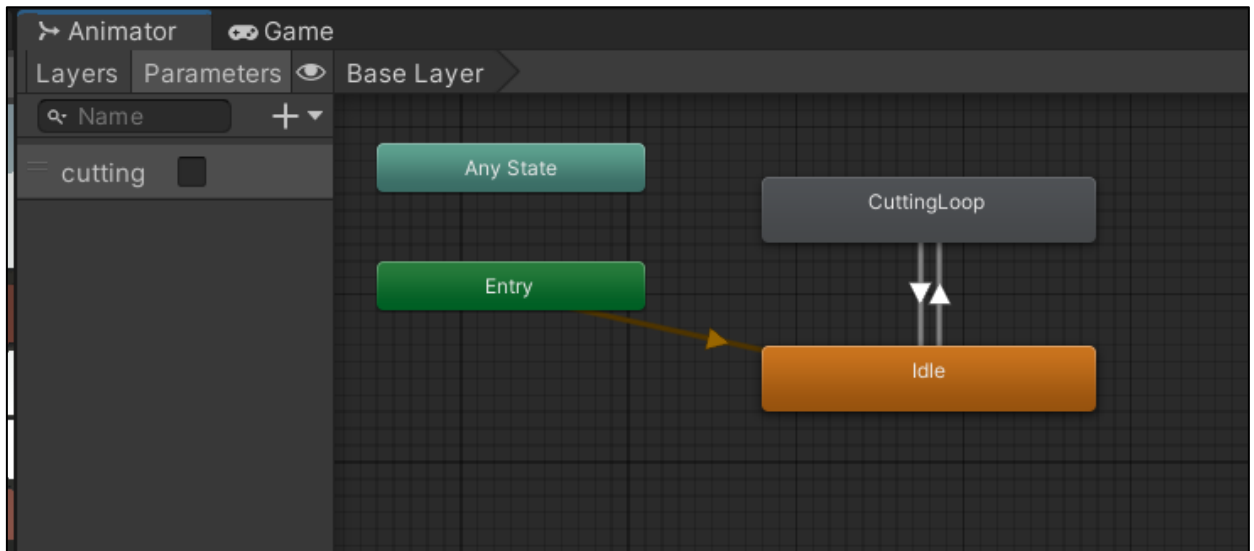 Animator Game
Layers Parameters Base Layer
Name
cutting
Any State
CuttingLoop
Entry
Idle